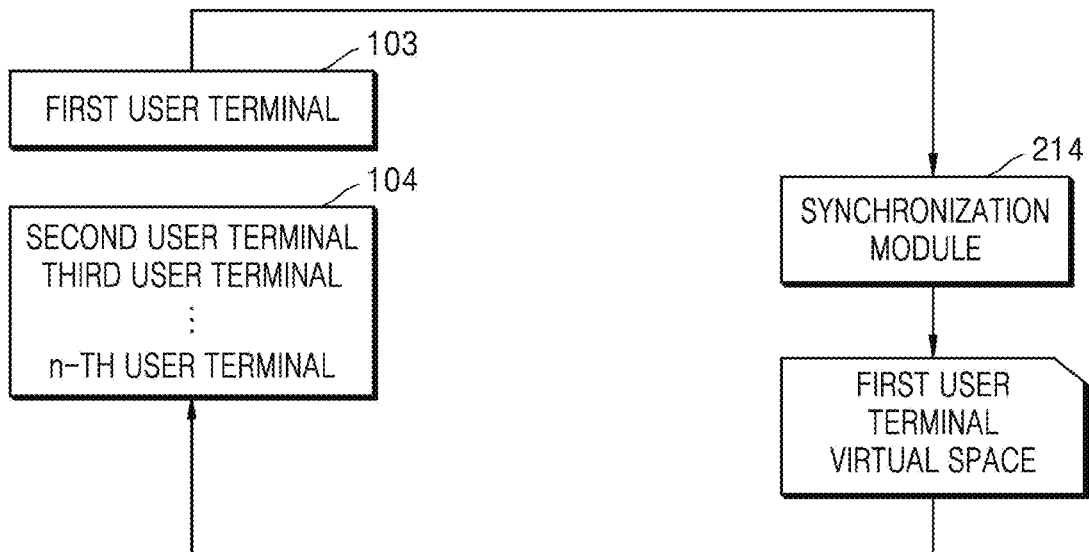 103
FIRST USER TERMINAL
104
SECOND USER TERMINAL
THIRD USER TERMINAL
⋮
n-TH USER TERMINAL
214
SYNCHRONIZATION
MODULE
FIRST USER
TERMINAL
VIRTUAL SPACE